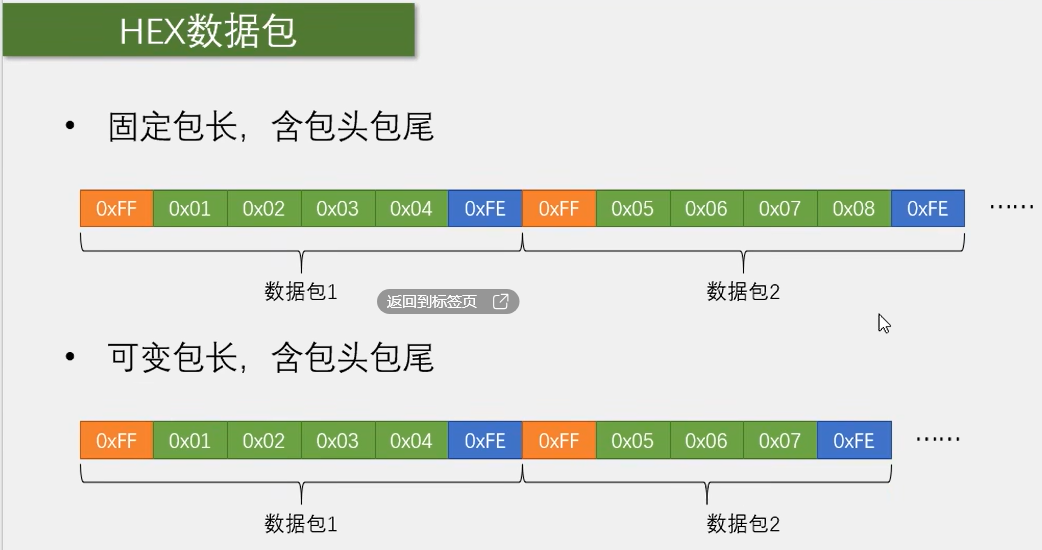 HEX数据包
• 固定包长，含包头包尾
0xFF 0x01 0x02 0x03 0x04 0xFE 0xFF 0x05 0x06 0x07 0x08 0xFE ……
数据包1 数据包2
返回到标签页
• 可变包长，含包头包尾
0xFF 0x01 0x02 0x03 0x04 0xFE 0xFF 0x05 0x06 0x07 0xFE ……
数据包1 数据包2